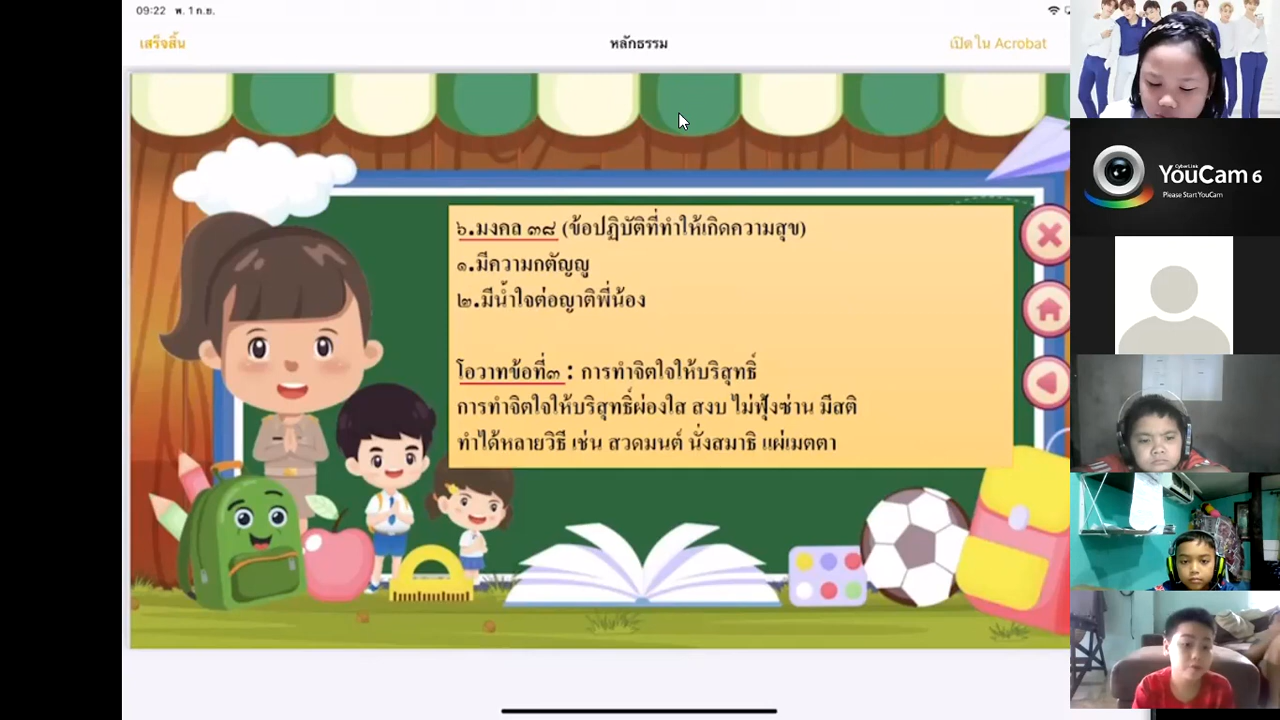 09:22 พ. 1 ก.ย.
เสร็จสิ้น
หลักธรรม
เปิดใน Acrobat
๖.มงคล ๓๘ (ข้อปฏิบัติที่ทำให้เกิดความสุข)
๑.มีความกตัญญู
๒.มีน้ำใจต่อญาติพี่น้อง
โอวาทข้อที่๓ : การทำจิตใจให้บริสุทธิ์
การทำจิตใจให้บริสุทธิ์ผ่องใส สงบ ไม่ฟุ้งซ่าน มีสติ
ทำได้หลายวิธี เช่น สวดมนต์ นั่งสมาธิ แผ่เมตตา
CyberLink
YouCam 6
Please Start YouCam